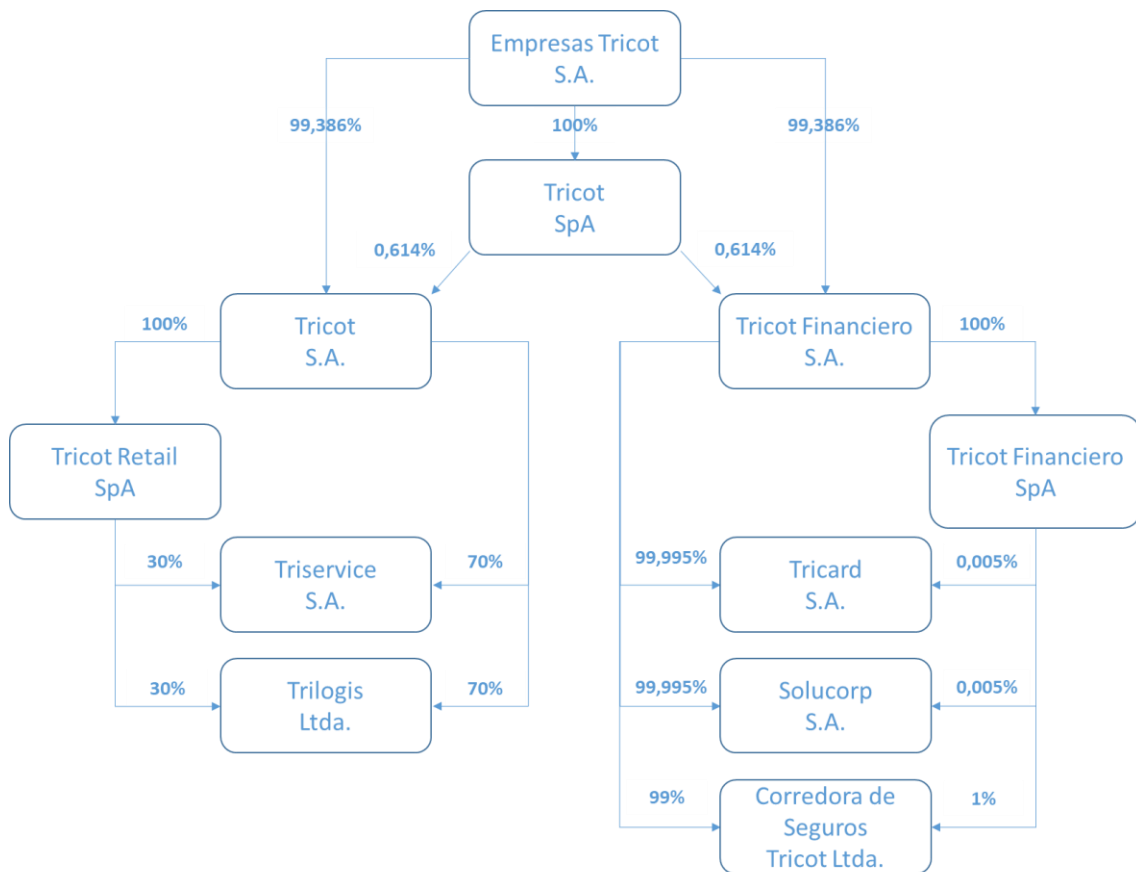 Empresas Tricot
S.A.
99,386%
100%
99,386%
Tricot
SpA
0,614%
0,614%
100%
Tricot
S.A.
Tricot Financiero
S.A.
100%
Tricot Retail
SpA
Tricot Financiero
SpA
30%
Triservice
S.A.
70%
99,995%
Tricard
S.A.
0,005%
30%
Trilogis
Ltda.
70%
99,995%
Solucorp
S.A.
0,005%
99%
Corredora de
Seguros
Tricot Ltda.
1%